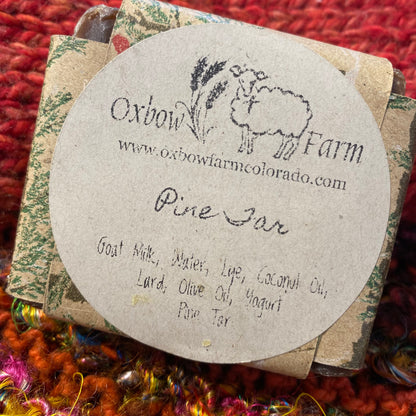 Oxbow Farm
www.oxbowfarmcolorado.com
Pine Tar
Goat Milk, Water, Lye, Coconut Oil,
Lard, Olive Oil, Yogurt
Pine Tar